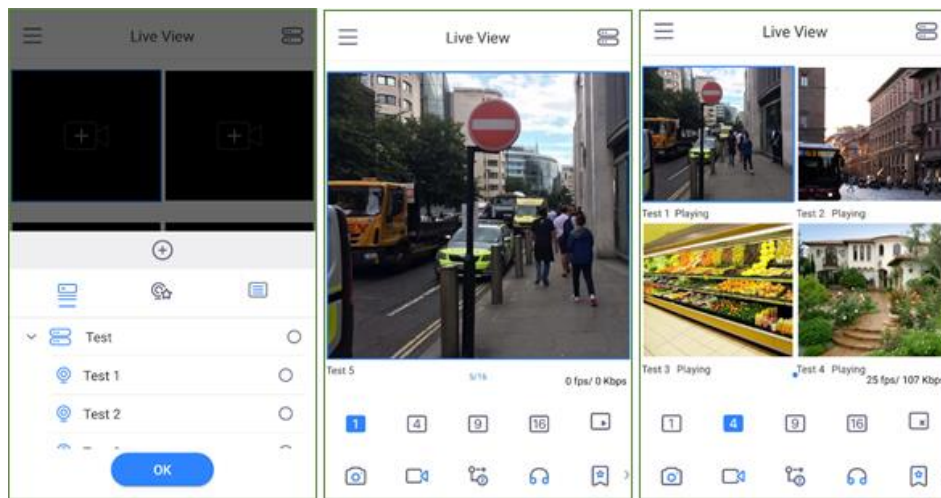 Live View
Test
Test 1
Test 2
OK
Live View
Test 5
5/16
0 fps/ 0 Kbps
1 4 9 16
Live View
Test 1 Playing
Test 2 Playing
Test 3 Playing
Test 4 Playing
25 fps/ 107 Kbps
1 4 9 16